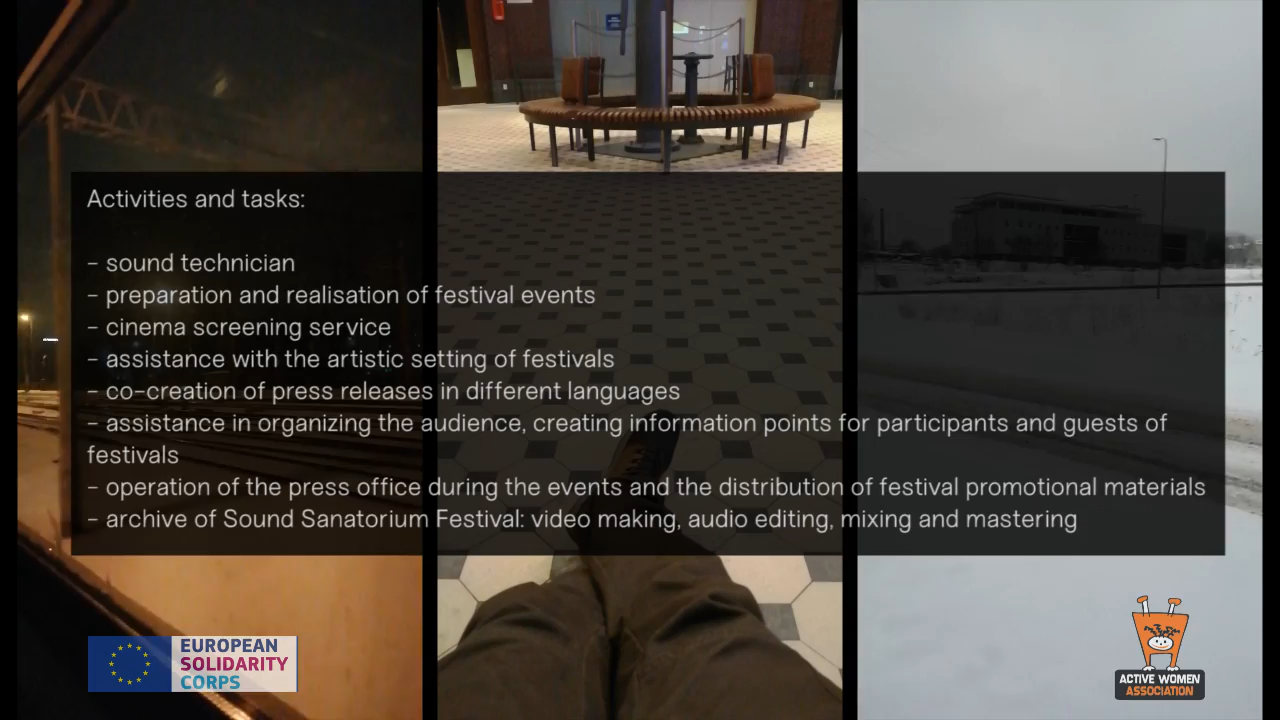 Activities and tasks:
- sound technician
- preparation and realisation of festival events
- cinema screening service
- assistance with the artistic setting of festivals
- co-creation of press releases in different languages
- assistance in organizing the audience, creating information points for participants and guests of
festivals
- operation of the press office during the events and the distribution of festival promotional materials
- archive of Sound Sanatorium Festival: video making, audio editing, mixing and mastering
EUROPEAN
SOLIDARITY
CORPS
ACTIVE WOMEN
ASSOCIATION